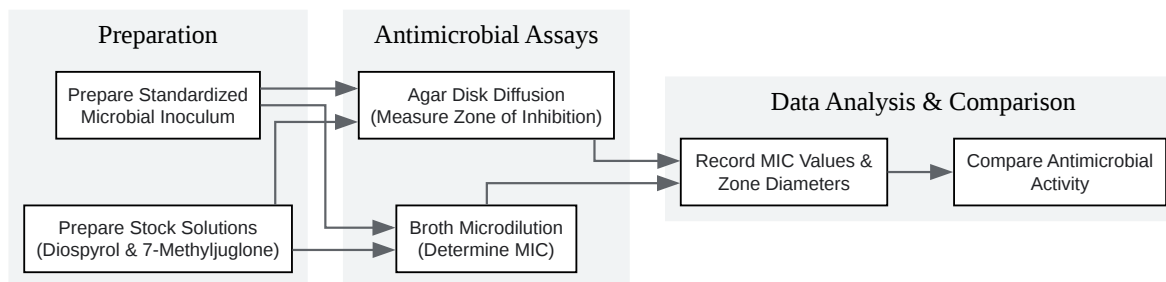 Preparation
Prepare Standardized
Microbial Inoculum
Prepare Stock Solutions
(Diospyrol & 7-Methyljuglone)
Antimicrobial Assays
Agar Disk Diffusion
(Measure Zone of Inhibition)
Broth Microdilution
(Determine MIC)
Data Analysis & Comparison
Record MIC Values &
Zone Diameters
Compare Antimicrobial
Activity